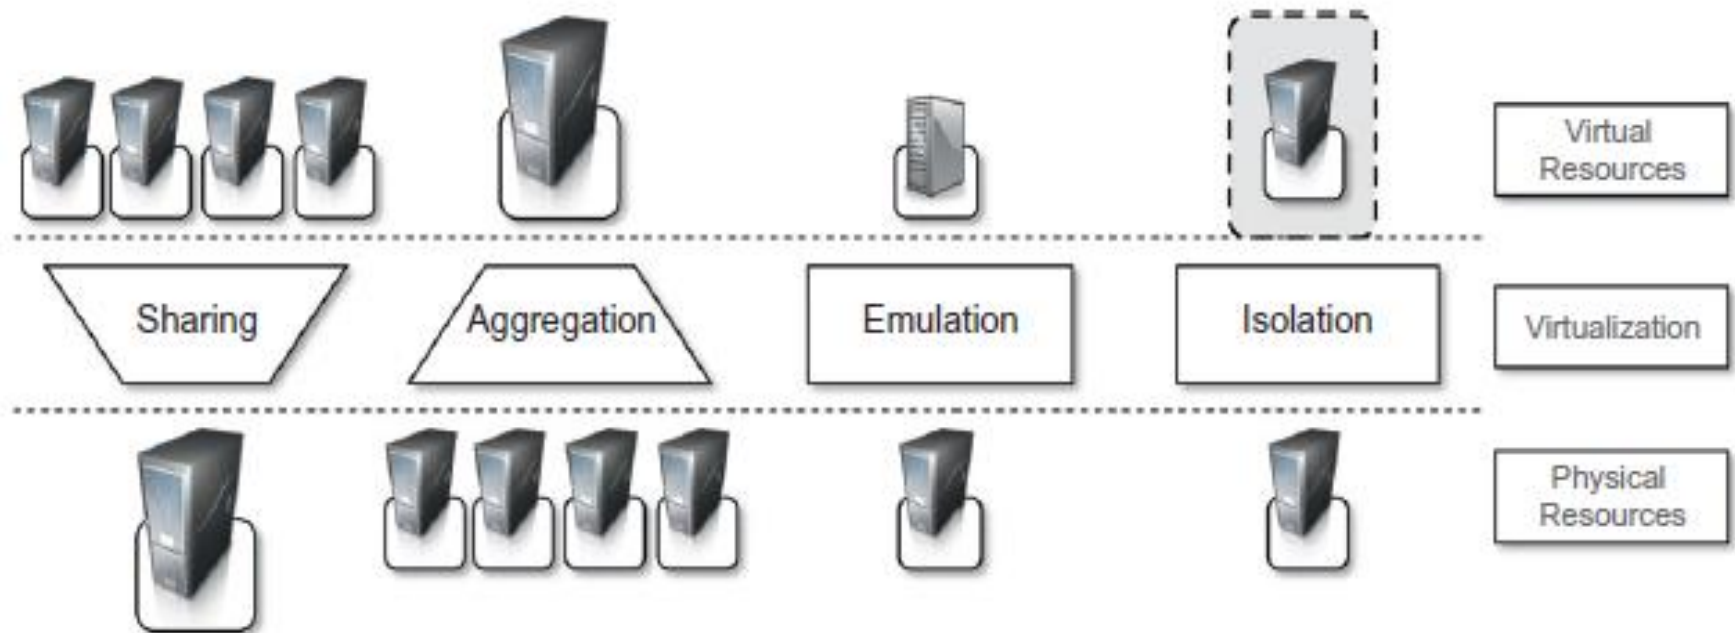 Virtual
Resources
Sharing
Aggregation
Emulation
Isolation
Virtualization
Physical
Resources